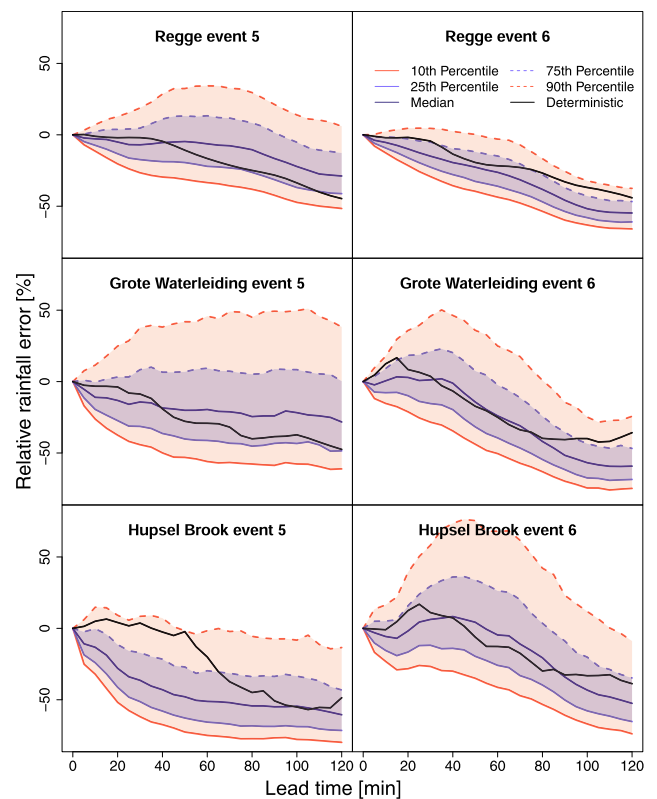 Regge event 5
Regge event 6
10th Percentile
75th Percentile
25th Percentile
90th Percentile
Median
Deterministic
50
0
−50
Grote Waterleiding event 5
Grote Waterleiding event 6
50
0
−50
Relative rainfall error [%]
Hupsel Brook event 5
Hupsel Brook event 6
50
0
−50
0 20 40 60 80 100 120
0 20 40 60 80 100 120
Lead time [min]